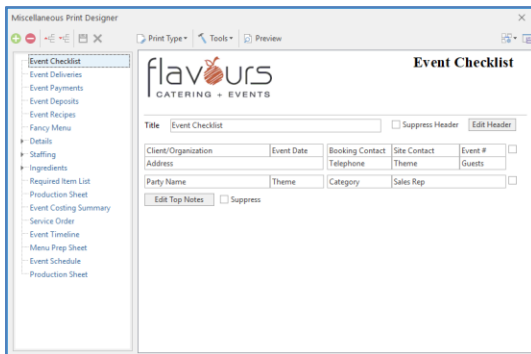 Miscellaneous Print Designer
Print Type Tools Preview
Event Checklist
Event Deliveries
Event Payments
Event Deposits
Event Recipes
Fancy Menu
Details
Staffing
Ingredients
Required Item List
Production Sheet
Event Costing Summary
Service Order
Event Timeline
Menu Prep Sheet
Event Schedule
Production Sheet
flavours
CATERING + EVENTS
Event Checklist
Title Event Checklist Suppress Header Edit Header
Client/Organization Event Date Booking Contact Site Contact Event #
Address Telephone Theme Guests
Party Name Theme Category Sales Rep
Edit Top Notes Suppress